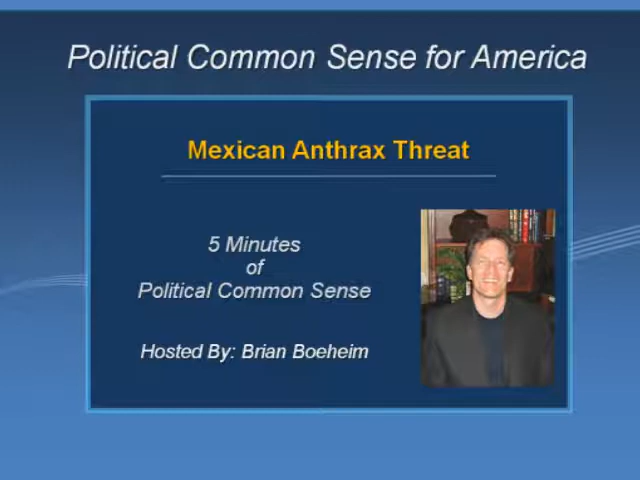 Political Common Sense for America
Mexican Anthrax Threat
5 Minutes
of
Political Common Sense
Hosted By: Brian Boeheim